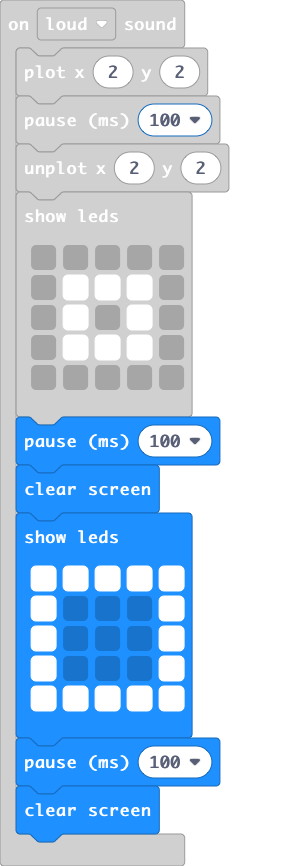 on loud sound
plot x 2 y 2
pause (ms) 100
unplot x 2 y 2
show leds
pause (ms) 100
clear screen
show leds
pause (ms) 100
clear screen